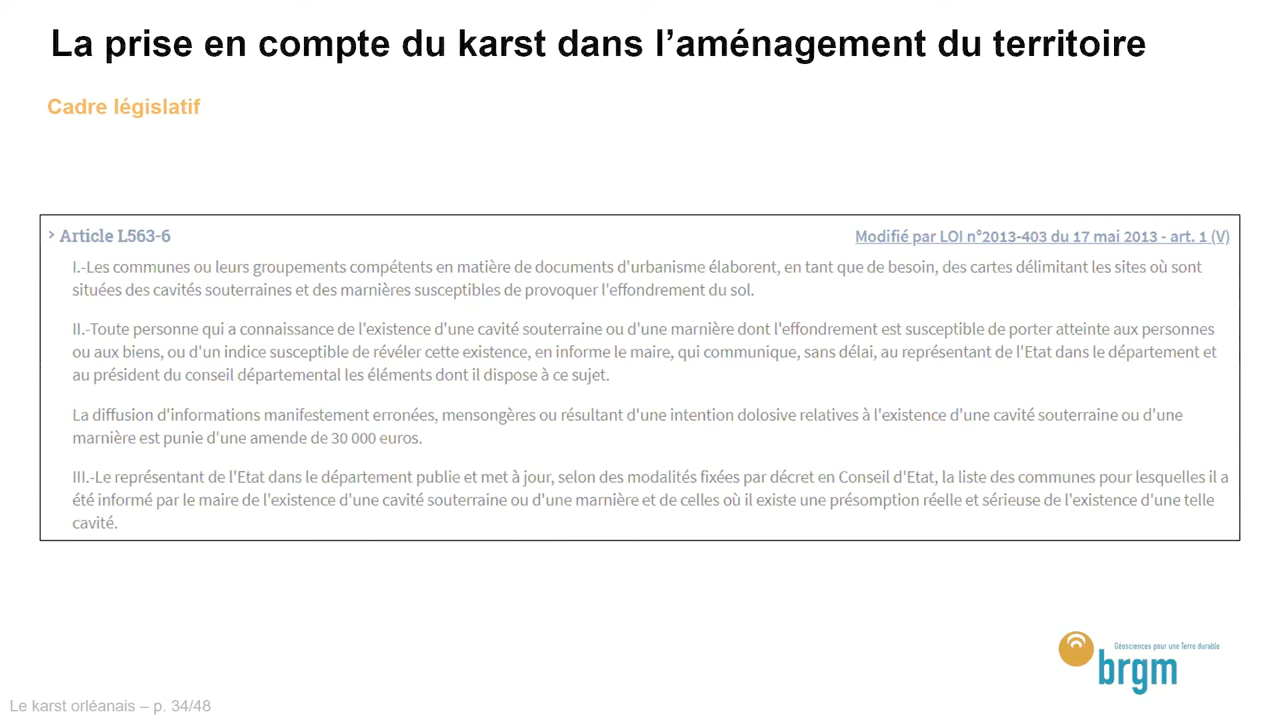 La prise en compte du karst dans l’aménagement du territoire
Cadre législatif
› Article L563-6
Modifié par LOI n°2013-403 du 17 mai 2013 - art. 1 (V)
I.-Les communes ou leurs groupements compétents en matière de documents d'urbanisme élaborent, en tant que de besoin, des cartes délimitant les sites où sont
situées des cavités souterraines et des marnières susceptibles de provoquer l'effondrement du sol.
II.-Toute personne qui a connaissance de l'existence d'une cavité souterraine ou d'une marnière dont l'effondrement est susceptible de porter atteinte aux personnes
ou aux biens, ou d'un indice susceptible de révéler cette existence, en informe le maire, qui communique, sans délai, au représentant de l'Etat dans le département et
au président du conseil départemental les éléments dont il dispose à ce sujet.
La diffusion d'informations manifestement erronées, mensongères ou résultant d'une intention dolosive relatives à l'existence d'une cavité souterraine ou d'une
marnière est punie d'une amende de 30 000 euros.
III.-Le représentant de l'Etat dans le département publie et met à jour, selon des modalités fixées par décret en Conseil d'Etat, la liste des communes pour lesquelles il a
été informé par le maire de l'existence d'une cavité souterraine ou d'une marnière et de celles où il existe une présomption réelle et sérieuse de l'existence d'une telle
cavité.
Géosciences pour une Terre durable
brgm
Le karst orléanais – p. 34/48